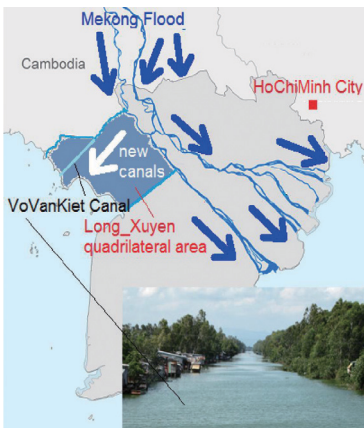 Mekong Flood
Cambodia
HoChiMinh City
new
canals
VoVanKiet Canal
Long_Xuyen
quadrilateral area